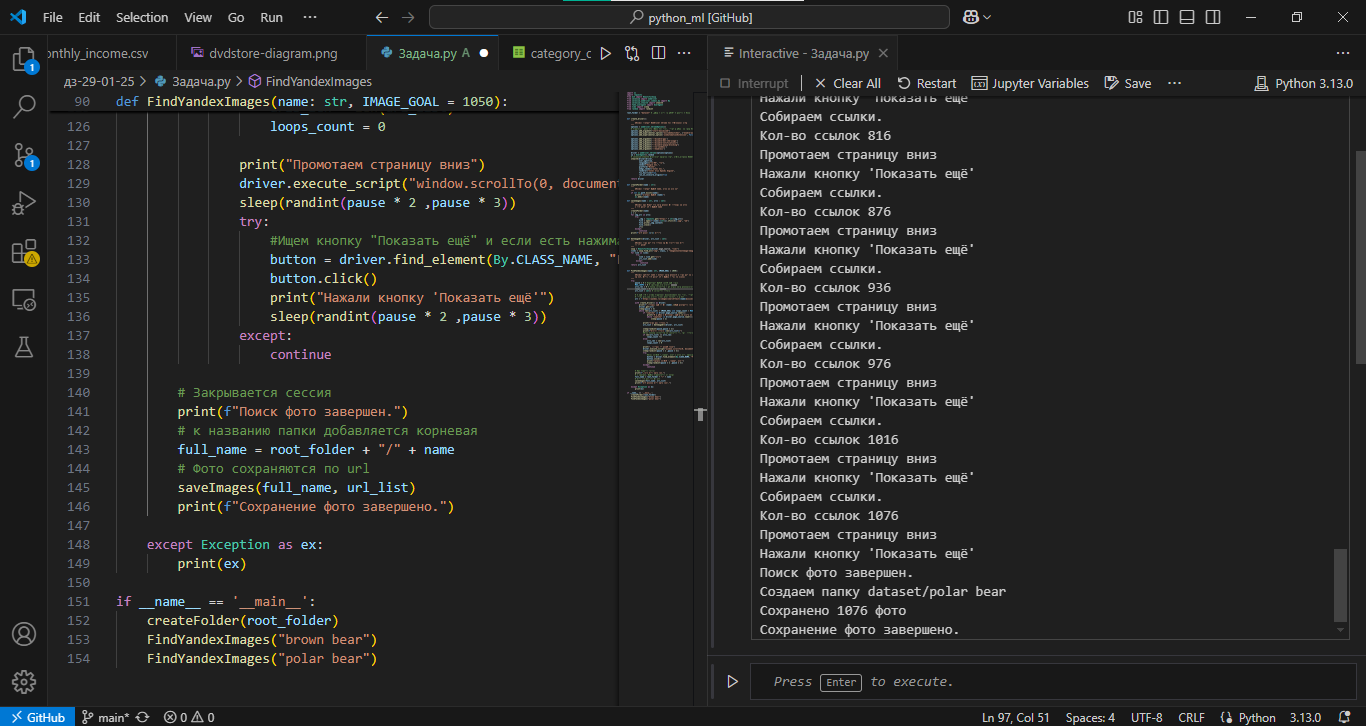 File Edit Selection View Go Run ··· python_ml [GitHub]
onthly_income.csv dvdstore-diagram.png Задача.py A category_c
Interactive - Задача.py
дз-29-01-25 > Задача.py > FindYandexImages
Interrupt Clear All Restart Jupyter Variables Save ··· Python 3.13.0
90 def FindYandexImages(name: str, IMAGE_GOAL = 1050):
126 loops_count = 0
127
128 print("Промотаем страницу вниз")
129 driver.execute_script("window.scrollTo(0, document
130 sleep(randint(pause * 2 ,pause * 3))
131 try:
132 #Ищем кнопку "Показать ещё" и если есть нажима
133 button = driver.find_element(By.CLASS_NAME, "
134 button.click()
135 print("Нажали кнопку 'Показать ещё'")
136 sleep(randint(pause * 2 ,pause * 3))
137 except:
138 continue
139
140 # Закрывается сессия
141 print(f"Поиск фото завершен.")
142 # к названию папки добавляется корневая
143 full_name = root_folder + "/" + name
144 # Фото сохраняются по url
145 saveImages(full_name, url_list)
146 print(f"Сохранение фото завершено.")
147
148 except Exception as ex:
149 print(ex)
150
151 if __name__ == '__main__':
152 createFolder(root_folder)
153 FindYandexImages("brown bear")
154 FindYandexImages("polar bear")
Нажали кнопку 'Показать ещё'
Собираем ссылки.
Кол-во ссылок 816
Промотаем страницу вниз
Нажали кнопку 'Показать ещё'
Собираем ссылки.
Кол-во ссылок 876
Промотаем страницу вниз
Нажали кнопку 'Показать ещё'
Собираем ссылки.
Кол-во ссылок 936
Промотаем страницу вниз
Нажали кнопку 'Показать ещё'
Собираем ссылки.
Кол-во ссылок 976
Промотаем страницу вниз
Нажали кнопку 'Показать ещё'
Собираем ссылки.
Кол-во ссылок 1016
Промотаем страницу вниз
Нажали кнопку 'Показать ещё'
Собираем ссылки.
Кол-во ссылок 1076
Промотаем страницу вниз
Нажали кнопку 'Показать ещё'
Поиск фото завершен.
Создаем папку dataset/polar bear
Сохранено 1076 фото
Сохранение фото завершено.
Press Enter to execute.
1
1
GitHub main* 0 0 Ln 97, Col 51 Spaces: 4 UTF-8 CRLF Python 3.13.0